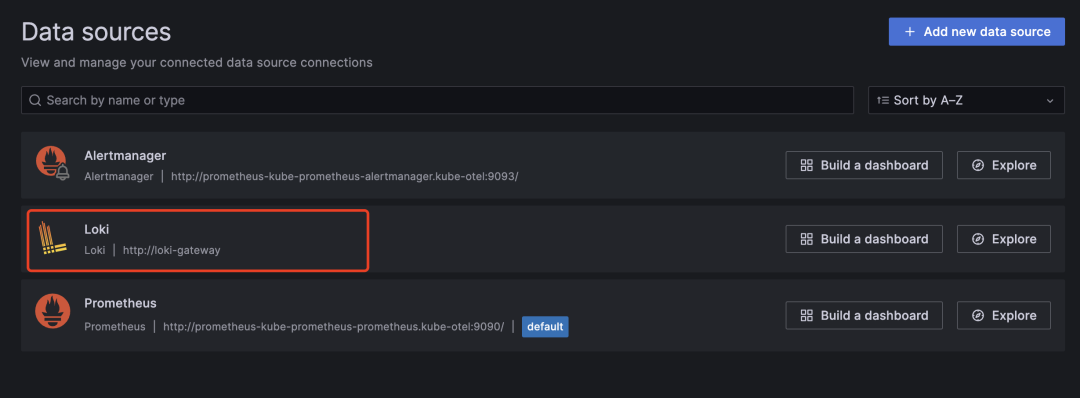 Data sources
+ Add new data source
View and manage your connected data source connections
Search by name or type
Sort by A–Z
Alertmanager
Alertmanager | http://prometheus-kube-prometheus-alertmanager.kube-otel:9093/
Build a dashboard
Explore
Loki
Loki | http://loki-gateway
Build a dashboard
Explore
Prometheus
Prometheus | http://prometheus-kube-prometheus-prometheus.kube-otel:9090/ | default
Build a dashboard
Explore